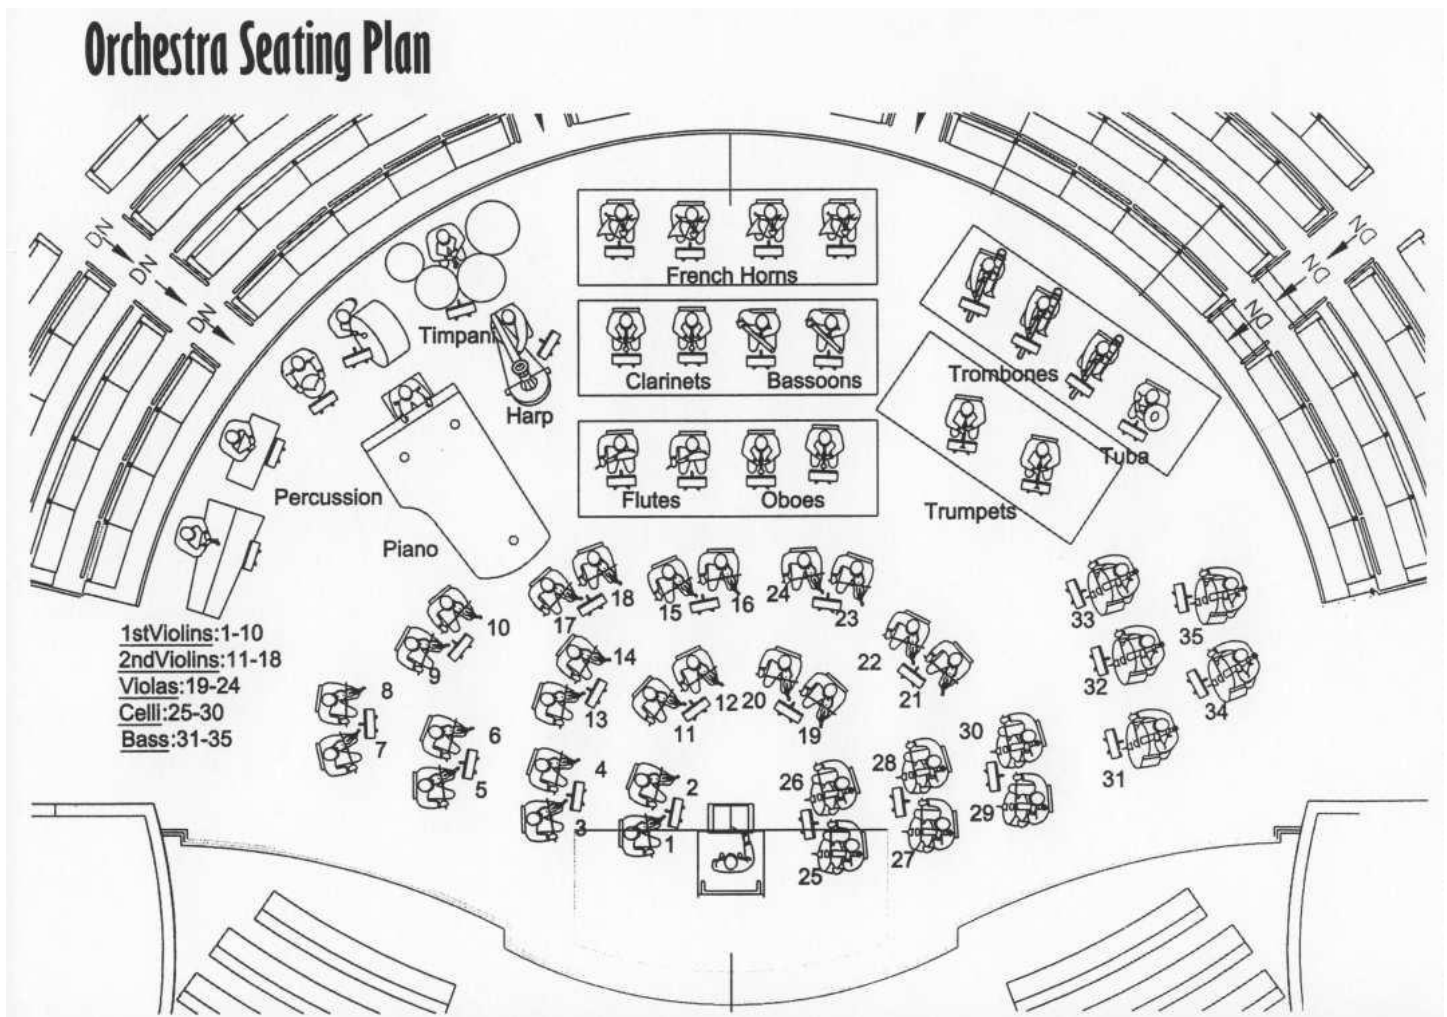 Orchestra Seating Plan
DN
DN
DN
DN
DN
DN
French Horns
Timpani
Clarinets
Bassoons
Trombones
Harp
Tuba
Percussion
Flutes
Oboes
Trumpets
Piano
1stViolins:1-10
2ndViolins:11-18
Violas:19-24
Celli:25-30
Bass:31-35
18
17
15
16
24
23
33
35
10
9
14
22
32
8
7
6
5
13
12
11
20
19
21
34
4
3
2
1
26
25
28
27
30
29
31